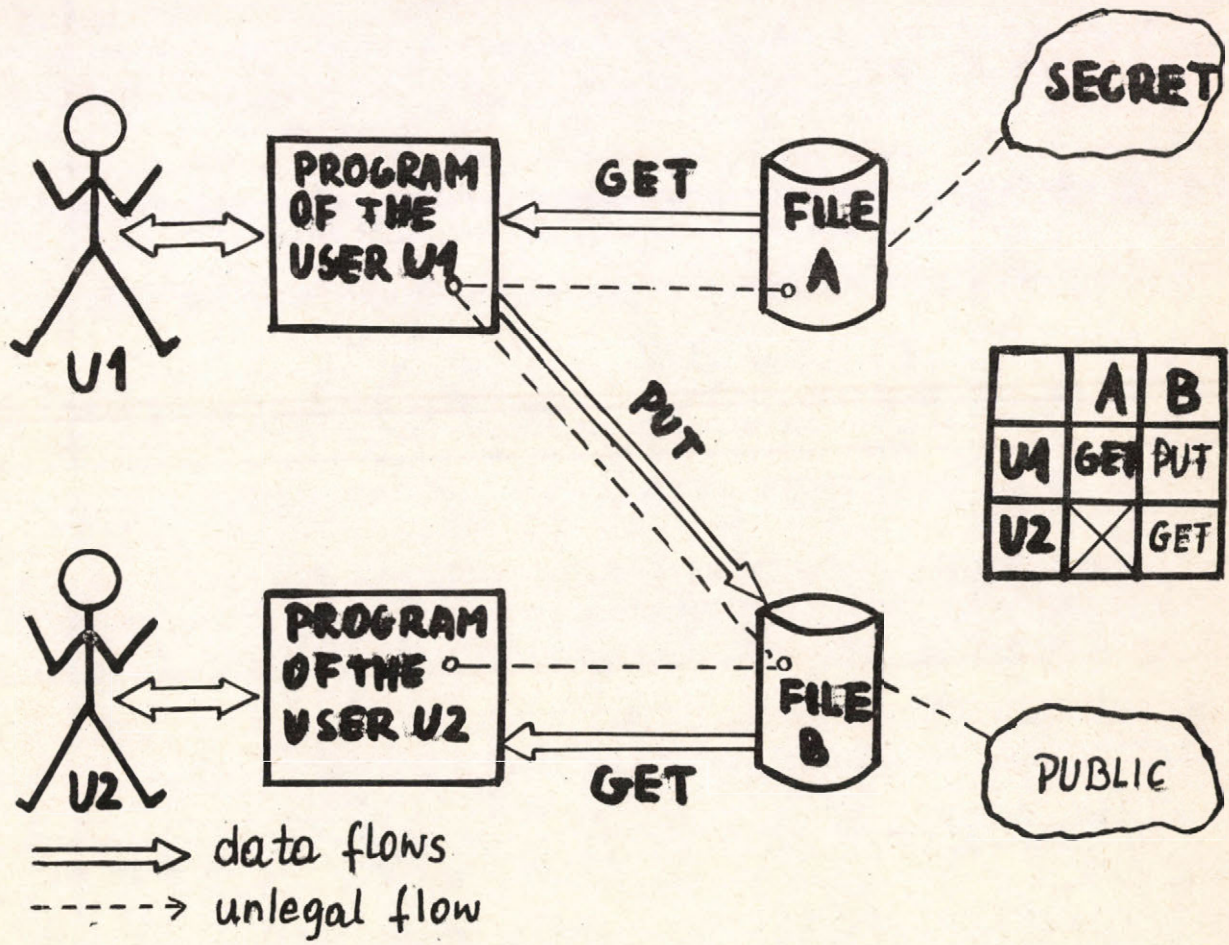 SECRET
PROGRAM
OF THE
USER U1
GET
FILE
A
U1
PUT
A B
U1 GET PUT
U2 GET
PROGRAM
OF THE
USER U2
FILE
B
GET
PUBLIC
U2
data flows
unlegal flow